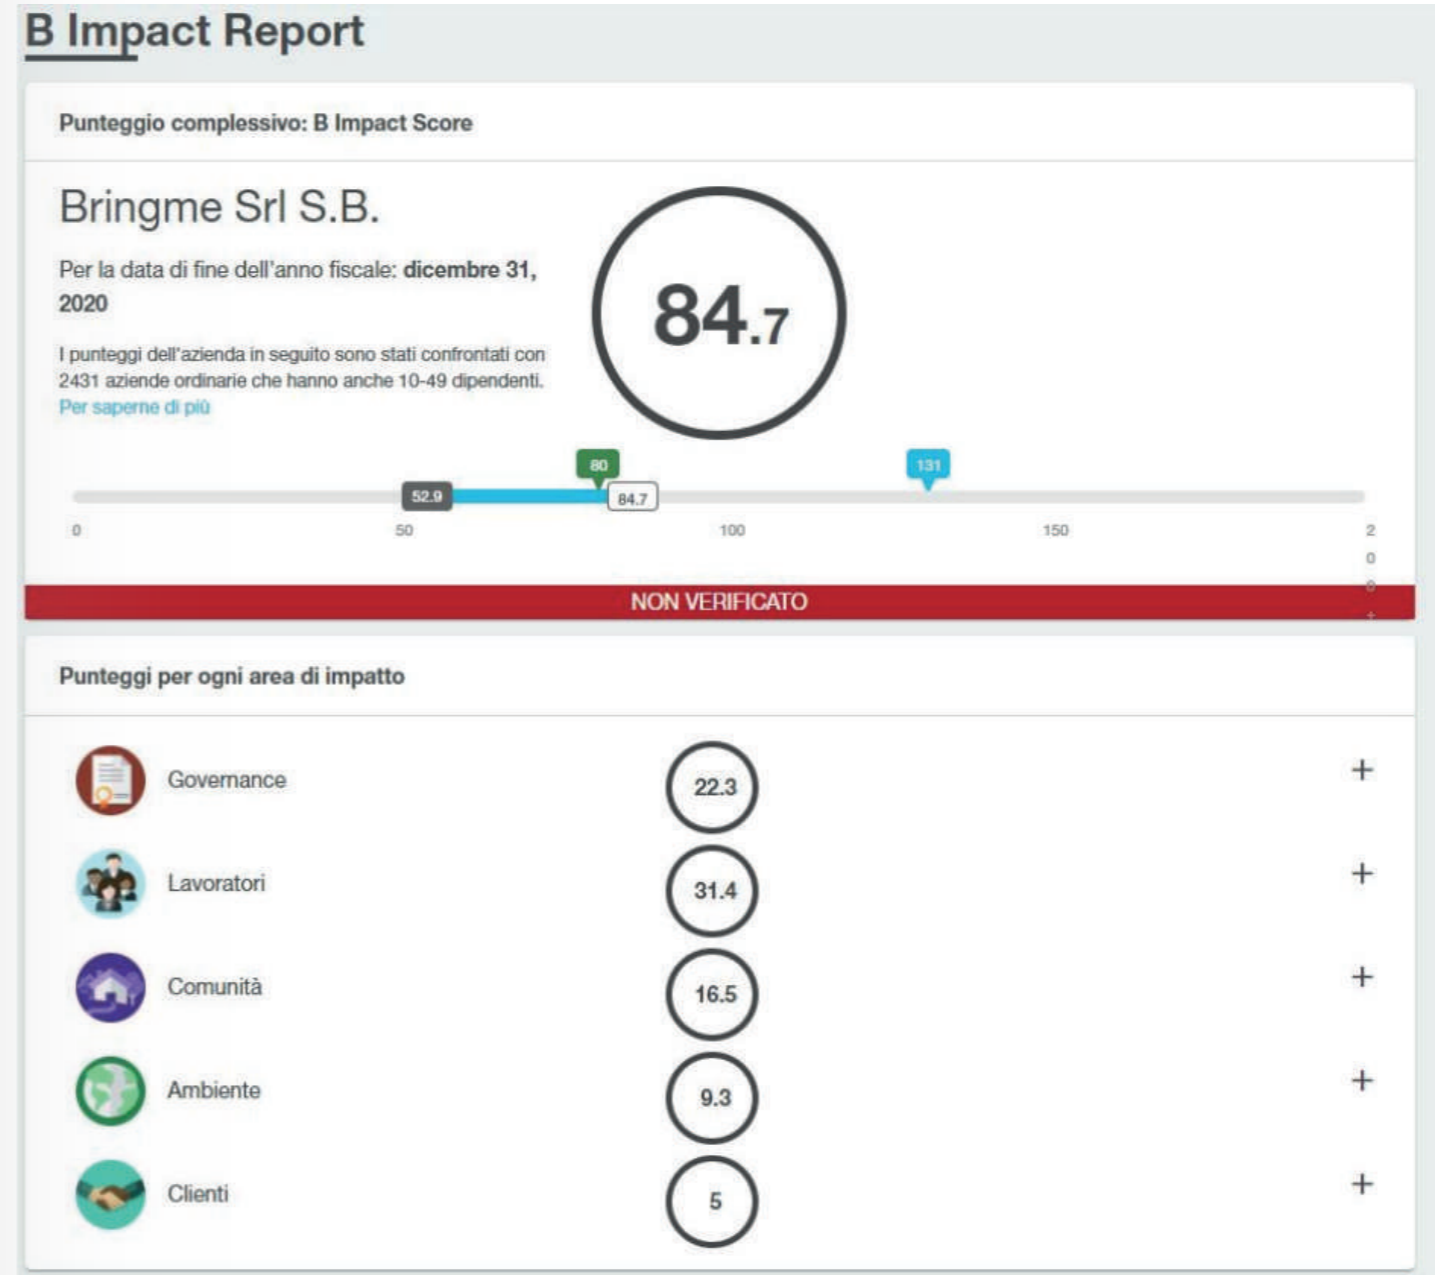 B Impact Report
Punteggio complessivo: B Impact Score
Bringme Srl S.B.
Per la data di fine dell'anno fiscale: dicembre 31,
2020
84.7
I punteggi dell'azienda in seguito sono stati confrontati con
2431 aziende ordinarie che hanno anche 10-49 dipendenti.
Per saperne di più
80
131
52.9
84.7
0
50
100
150
2
0
0
+
NON VERIFICATO
Punteggi per ogni area di impatto
Governance
22.3
+
Lavoratori
31.4
+
Comunità
16.5
+
Ambiente
9.3
+
Clienti
5
+